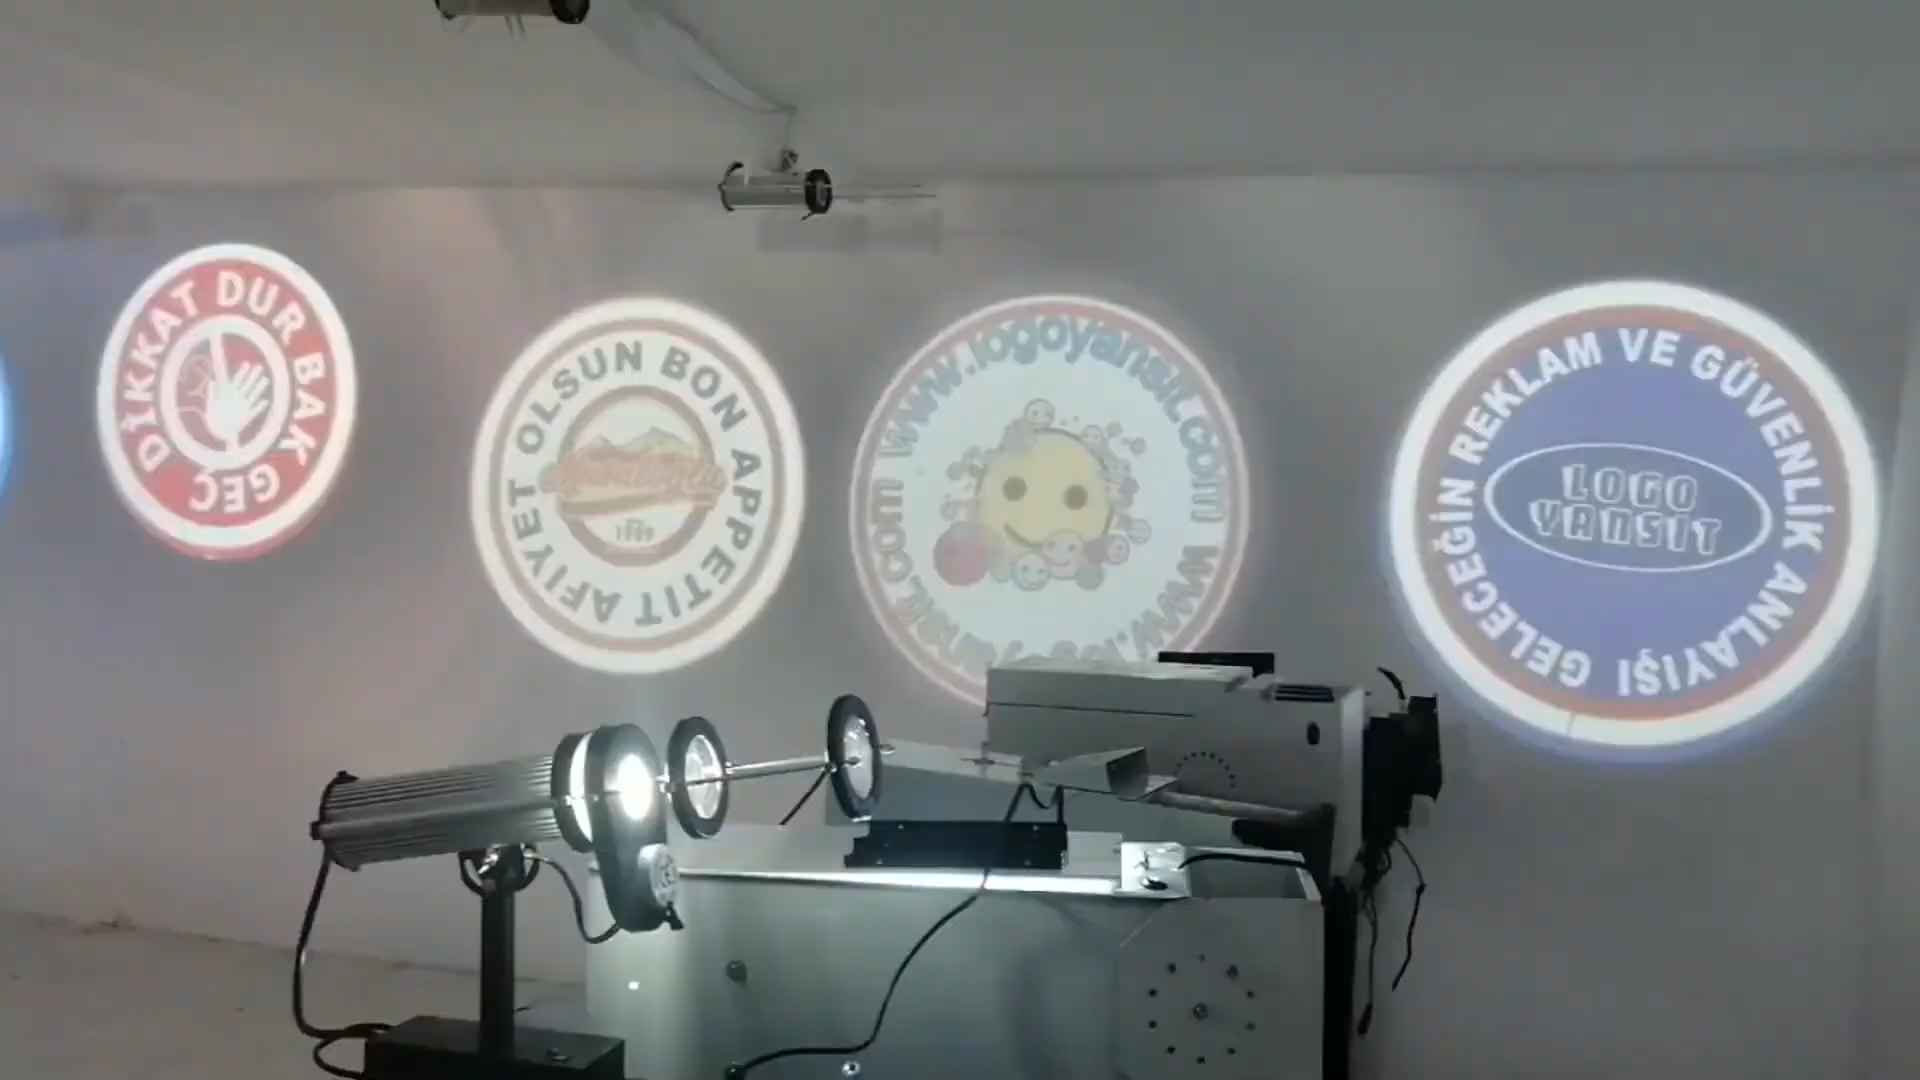 DİKKAT DUR BAK GEÇ
AFİYET OLSUN BON APPETIT
1989
www.logoyansit.com www.logoyansit.com
GELECEĞİN REKLAM VE GÜVENLİK ANLAYIŞI
LOGO
YANSIT